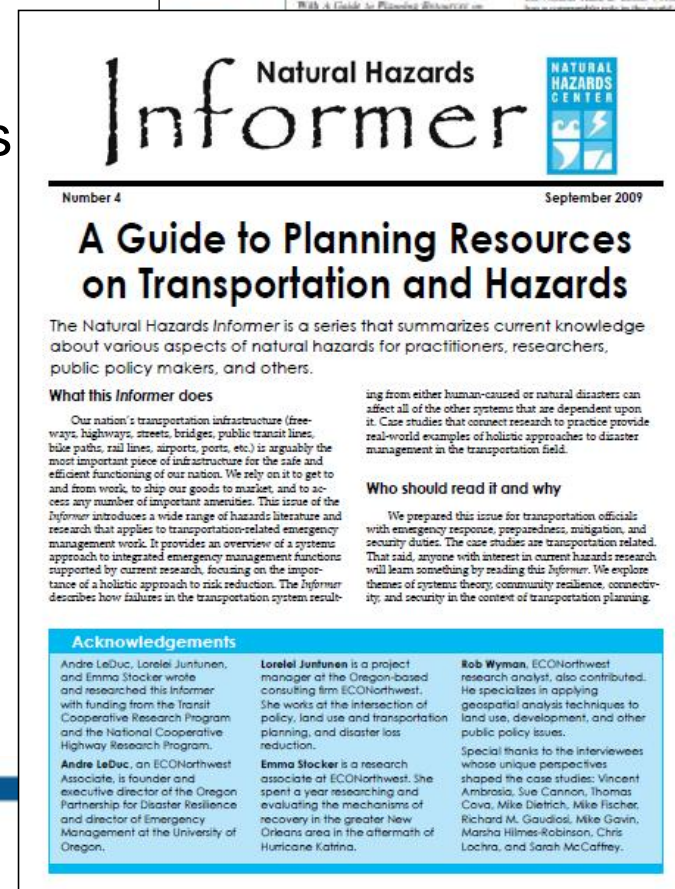 With A Guide to Planning Resources on
s
Natural Hazards
Informer
NATURAL
HAZARDS
CENTER
Number 4
September 2009
A Guide to Planning Resources
on Transportation and Hazards
The Natural Hazards Informer is a series that summarizes current knowledge
about various aspects of natural hazards for practitioners, researchers,
public policy makers, and others.
What this Informer does
Our nation's transportation infrastructure (free-
ways, highways, streets, bridges, public transit lines,
bike paths, rail lines, airports, ports, etc.) is arguably the
most important piece of infrastructure for the safe and
efficient functioning of our nation. We rely on it to get to
and from work, to ship our goods to market, and to ac-
cess any number of important amenities. This issue of the
Informer introduces a wide range of hazards literature and
research that applies to transportation-related emergency
management work. It provides an overview of a systems
approach to integrated emergency management functions
supported by current research, focusing on the impor-
tance of a holistic approach to risk reduction. The Informer
describes how failures in the transportation system result-
ing from either human-caused or natural disasters can
affect all of the other systems that are dependent upon
it. Case studies that connect research to practice provide
real-world examples of holistic approaches to disaster
management in the transportation field.
Who should read it and why
We prepared this issue for transportation officials
with emergency response, preparedness, mitigation, and
security duties. The case studies are transportation related.
That said, anyone with interest in current hazards research
will learn something by reading this Informer. We explore
themes of systems theory, community resilience, connectiv-
ity, and security in the context of transportation planning.
Acknowledgements
Andre LeDuc, Lorelei Juntunen,
and Emma Stocker wrote
and researched this Informer
with funding from the Transit
Cooperative Research Program
and the National Cooperative
Highway Research Program.
Andre LeDuc, an ECONorthwest
Associate, is founder and
executive director of the Oregon
Partnership for Disaster Resilience
and director of Emergency
Management at the University of
Oregon.
Lorelei Juntunen is a project
manager at the Oregon-based
consulting firm ECONorthwest.
She works at the intersection of
policy, land use and transportation
planning, and disaster loss
reduction.
Emma Stocker is a research
associate at ECONorthwest. She
spent a year researching and
evaluating the mechanisms of
recovery in the greater New
Orleans area in the aftermath of
Hurricane Katrina.
Rob Wyman, ECONorthwest
research analyst, also contributed.
He specializes in applying
geospatial analysis techniques to
land use, development, and other
public policy issues.
Special thanks to the interviewees
whose unique perspectives
shaped the case studies: Vincent
Ambrosia, Sue Cannon, Thomas
Cova, Mike Dietrich, Mike Fischer,
Richard M. Gaudiosi, Mike Gavin,
Marsha Hilmes-Robinson, Chris
Lochra, and Sarah McCaffrey.